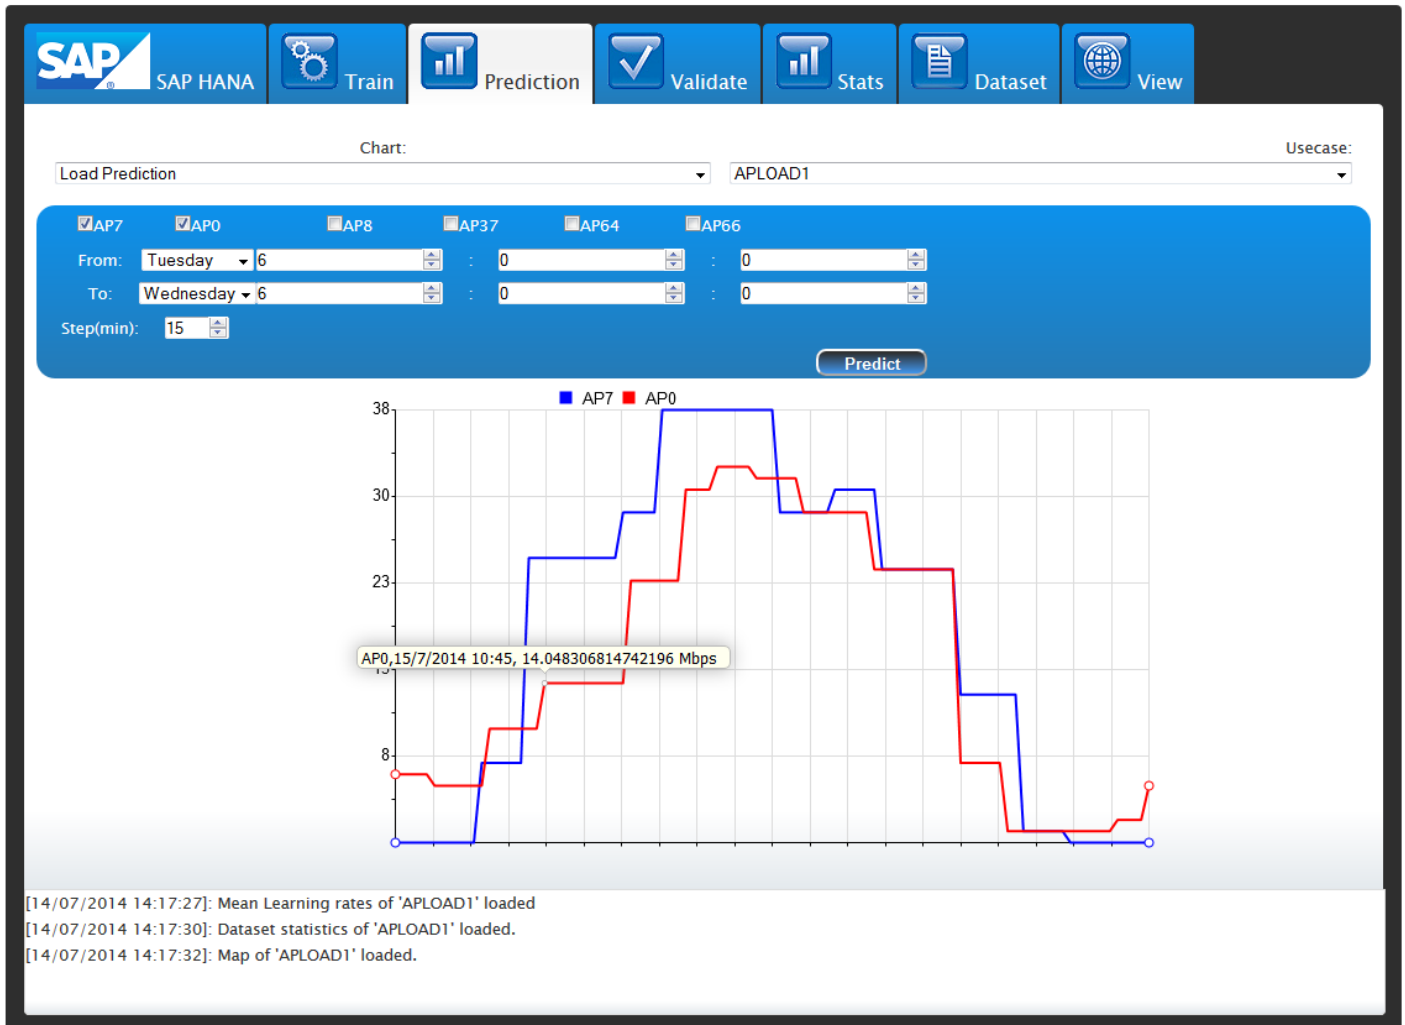 SAP ® SAP HANA Train Prediction Validate Stats Dataset View
Chart: Usecase:
Load Prediction APLOAD1
AP7 AP0 AP8 AP37 AP64 AP66
From: Tuesday 6 : 0 : 0
To: Wednesday 6 : 0 : 0
Step(min): 15
Predict
AP7 AP0
38
30
23
AP0,15/7/2014 10:45, 14.048306814742196 Mbps
8
[14/07/2014 14:17:27]: Mean Learning rates of 'APLOAD1' loaded
[14/07/2014 14:17:30]: Dataset statistics of 'APLOAD1' loaded.
[14/07/2014 14:17:32]: Map of 'APLOAD1' loaded.